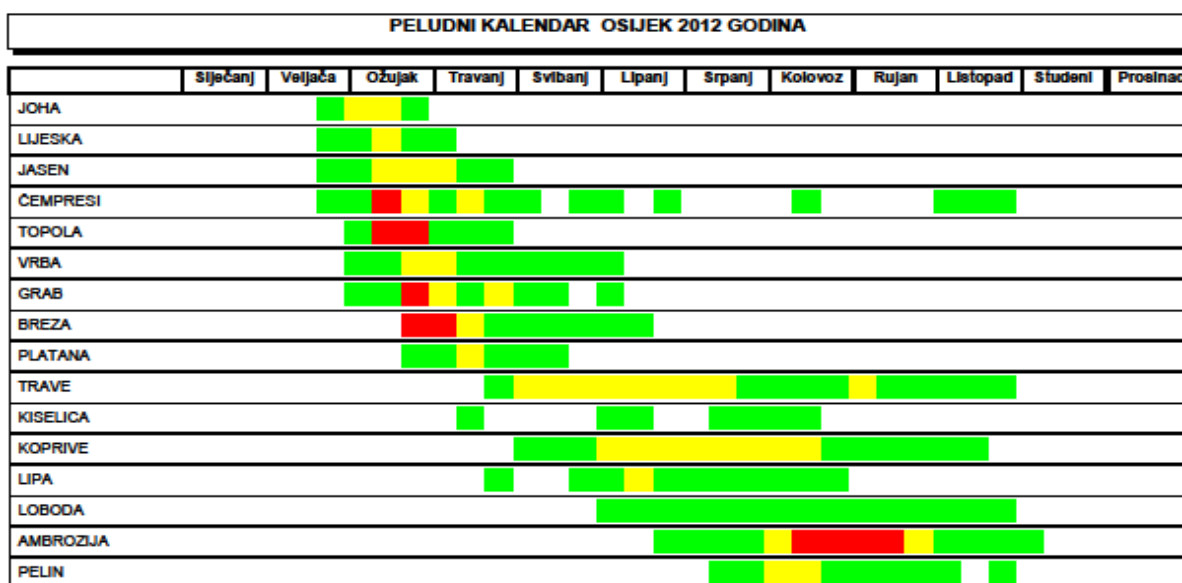 PELUDNI KALENDAR OSIJEK 2012 GODINA
Siječanj Veljača Ožujak Travanj Svibanj Lipanj Srpanj Kolovoz Rujan Listopad Studeni Prosinac
JOHA
LIJESKA
JASEN
ČEMPRESI
TOPOLA
VRBA
GRAB
BREZA
PLATANA
TRAVE
KISELICA
KOPRIVE
LIPA
LOBODA
AMBROZIJA
PELIN